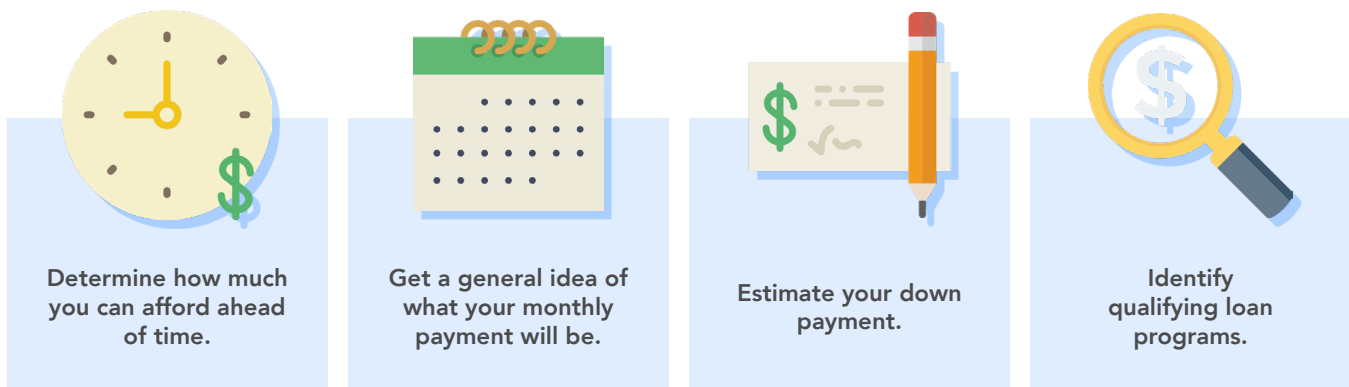 Determine how much
you can afford ahead
of time.
Get a general idea of
what your monthly
payment will be.
Estimate your down
payment.
Identify
qualifying loan
programs.